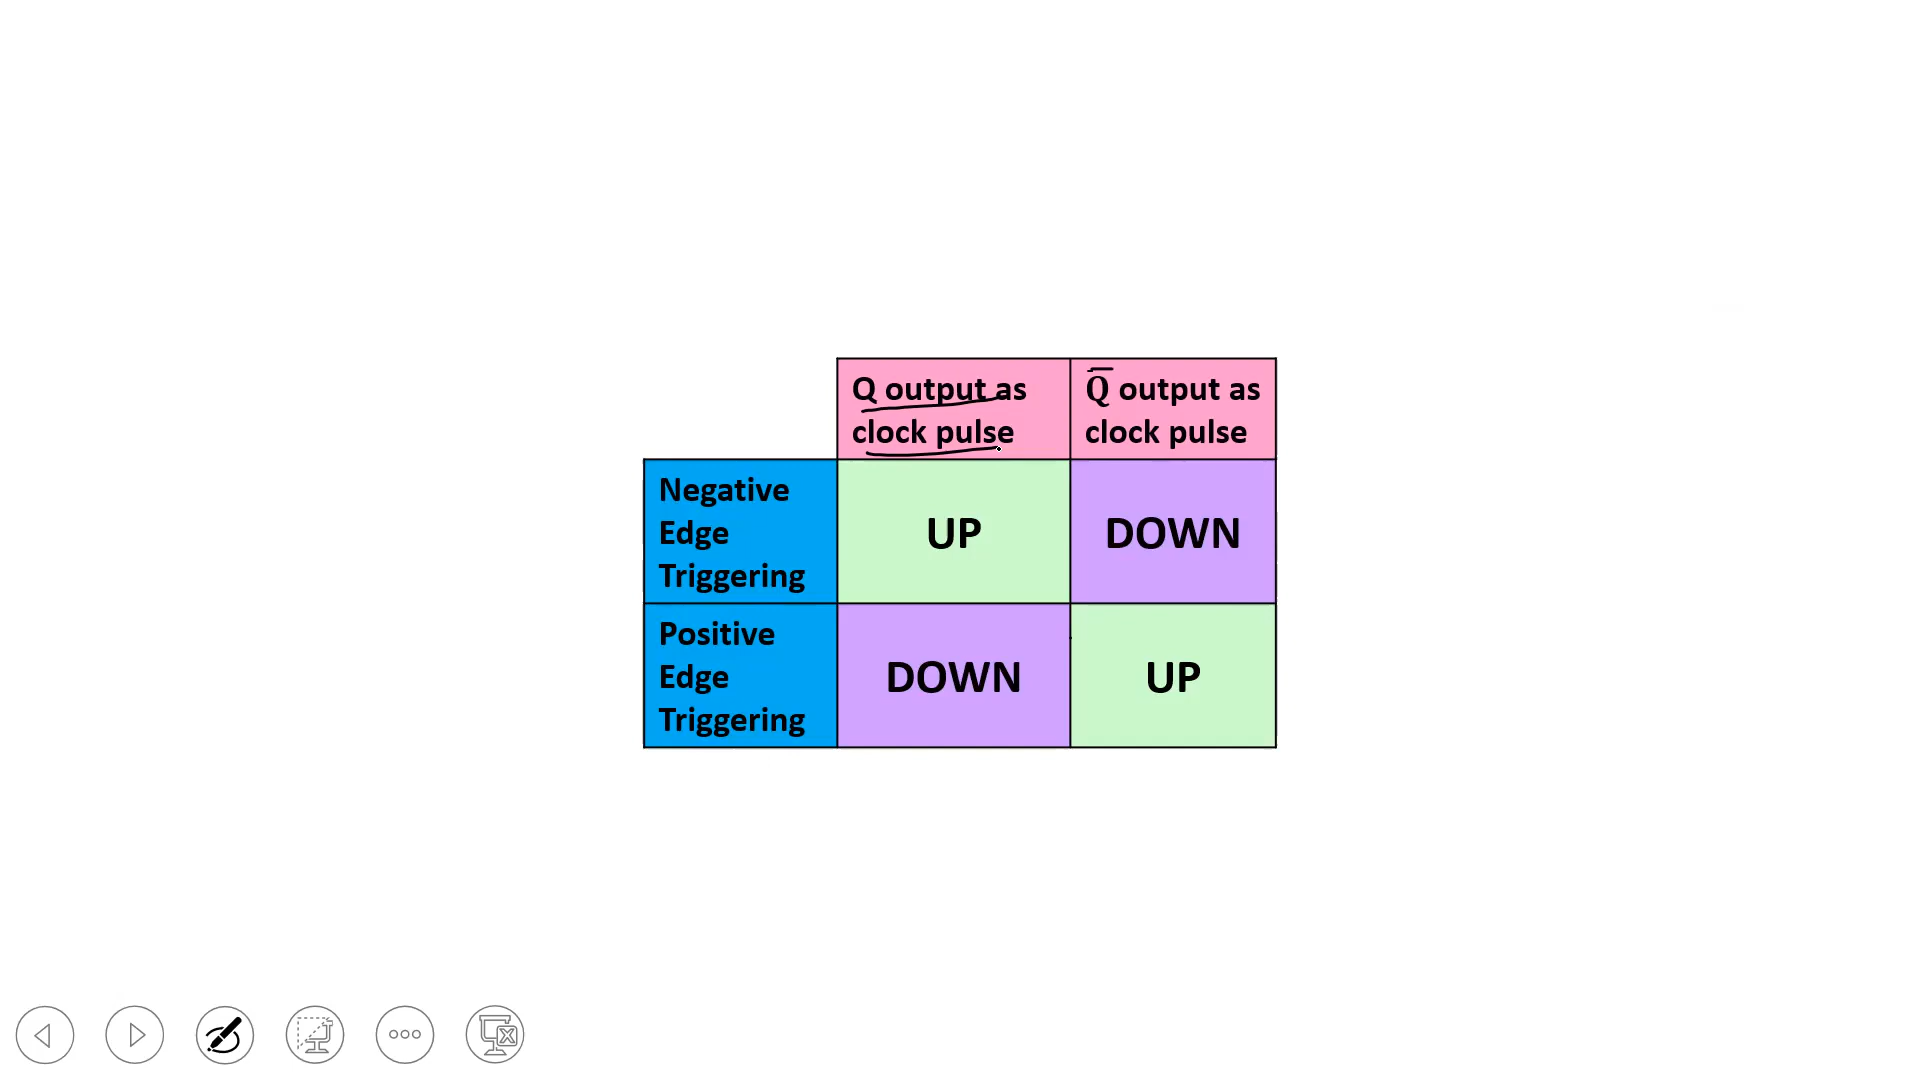 Q output as
clock pulse
Q̅ output as
clock pulse
Negative
Edge
Triggering
UP
DOWN
Positive
Edge
Triggering
DOWN
UP